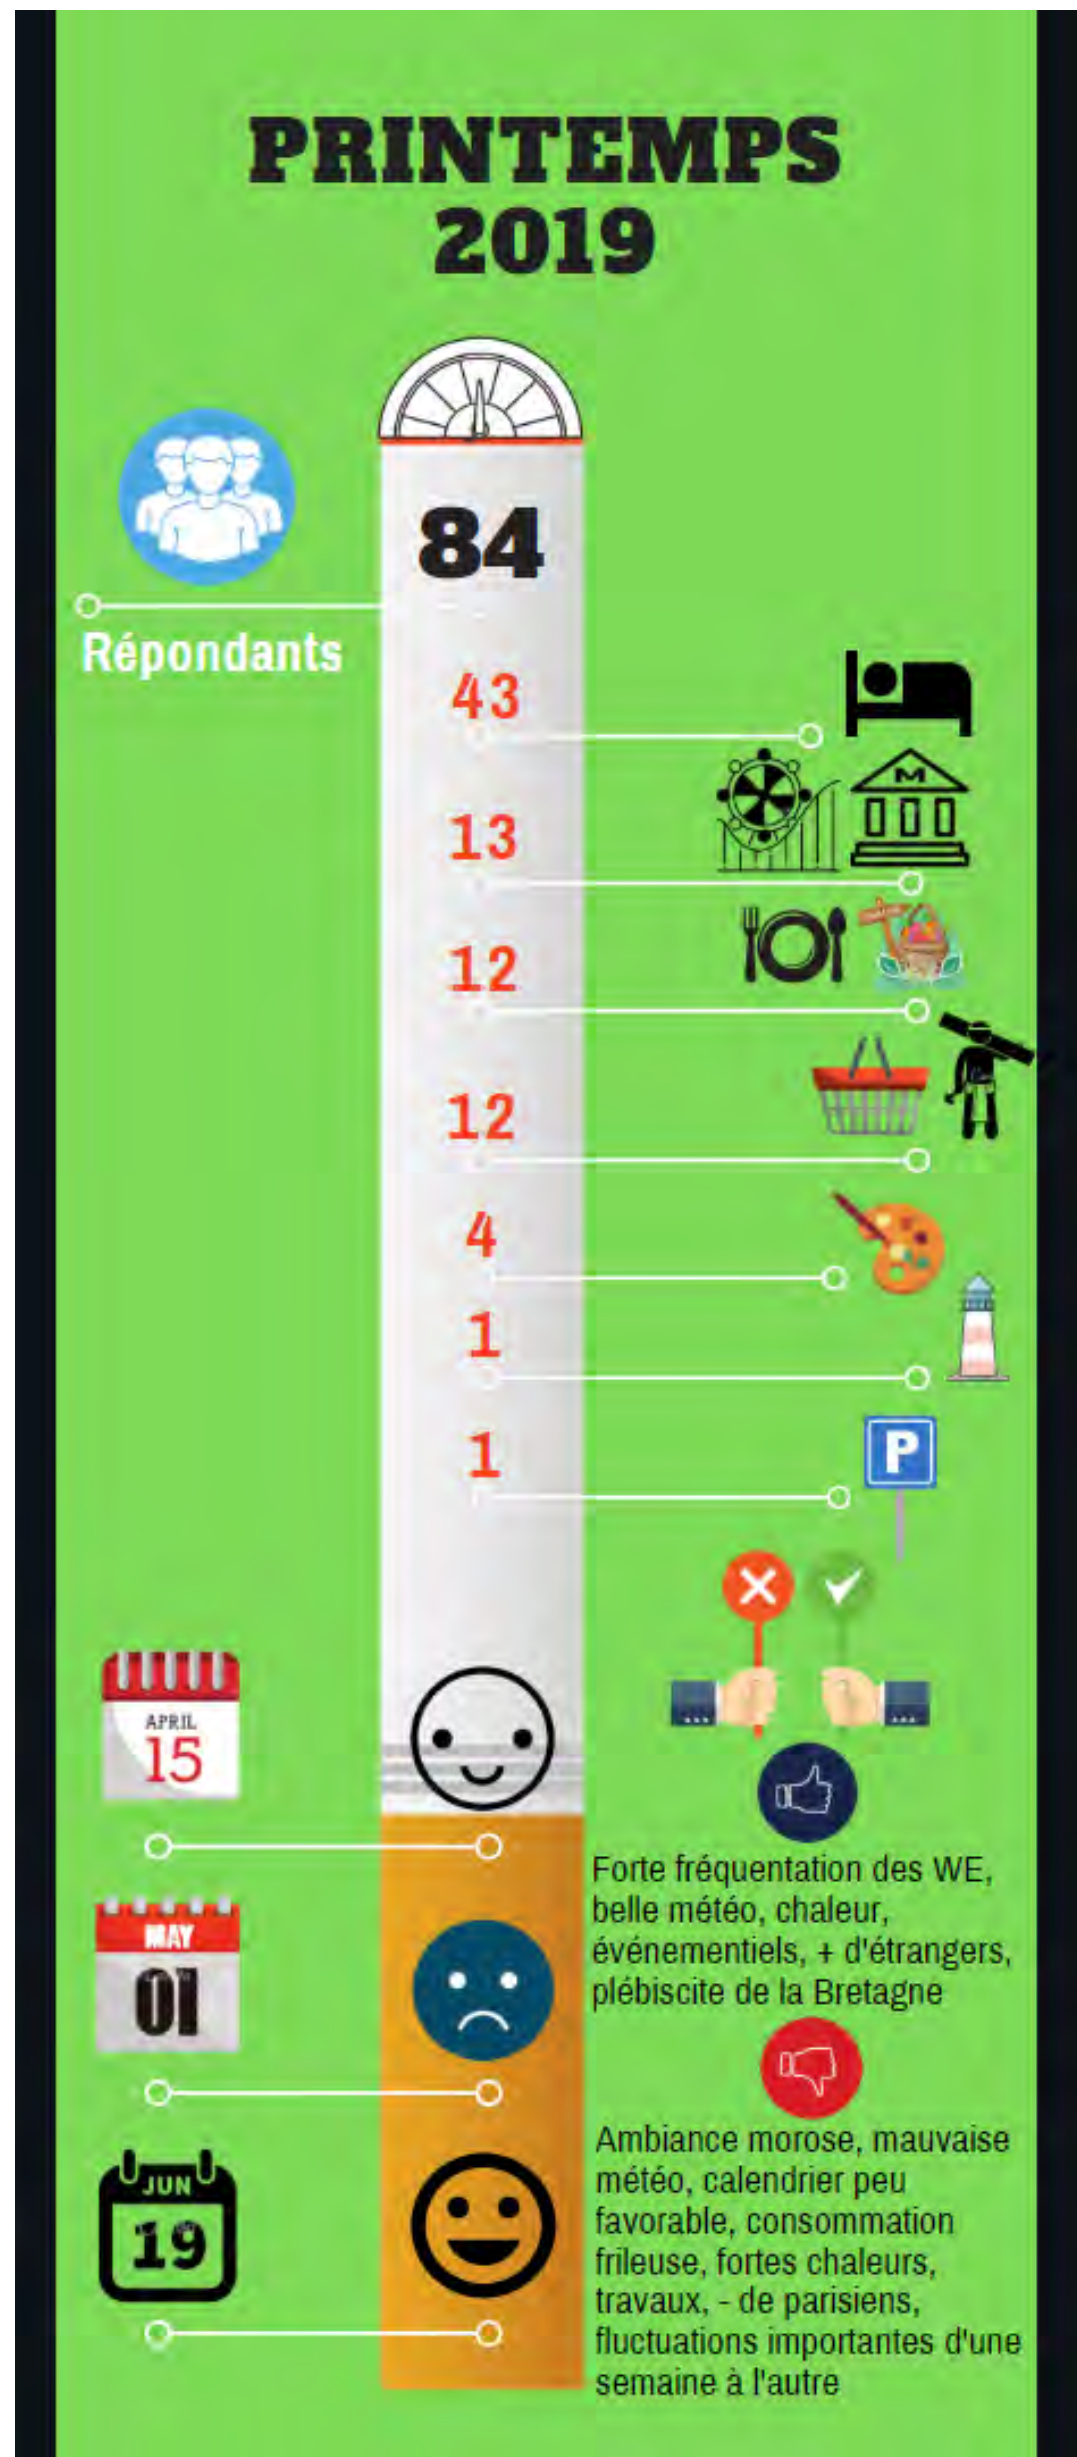 PRINTEMPS
2019
84
Répondants
43
M
13
12
12
4
1
P
1
APRIL
15
Forte fréquentation des WE,
belle météo, chaleur,
événementiels, + d'étrangers,
plébiscite de la Bretagne
MAY
01
Ambiance morose, mauvaise
météo, calendrier peu
favorable, consommation
frileuse, fortes chaleurs,
travaux, - de parisiens,
fluctuations importantes d'une
semaine à l'autre
JUN
19